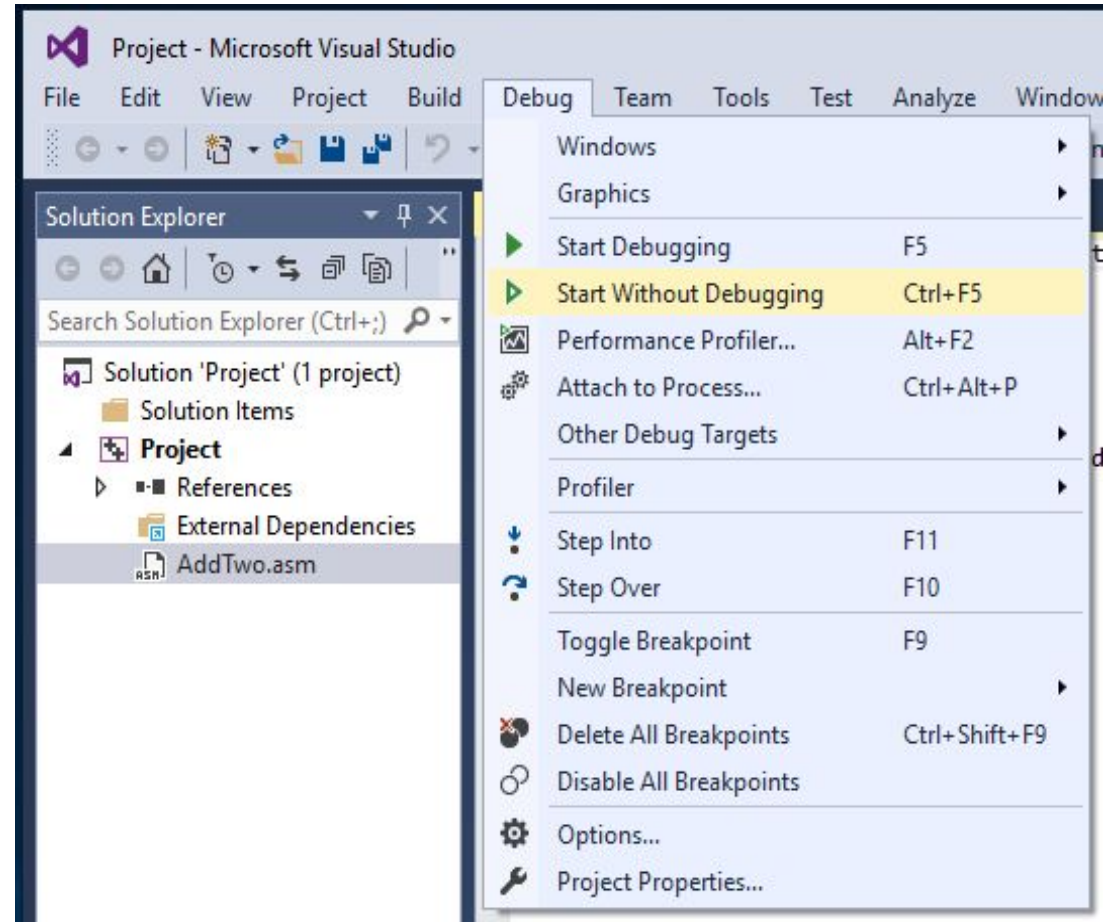 Project - Microsoft Visual Studio
File Edit View Project Build Debug Team Tools Test Analyze Window
Solution Explorer
Search Solution Explorer (Ctrl+;)
Solution 'Project' (1 project)
Solution Items
Project
References
External Dependencies
ASM AddTwo.asm
Windows
Graphics
Start Debugging F5
Start Without Debugging Ctrl+F5
Performance Profiler... Alt+F2
Attach to Process... Ctrl+Alt+P
Other Debug Targets
Profiler
Step Into F11
Step Over F10
Toggle Breakpoint F9
New Breakpoint
Delete All Breakpoints Ctrl+Shift+F9
Disable All Breakpoints
Options...
Project Properties...